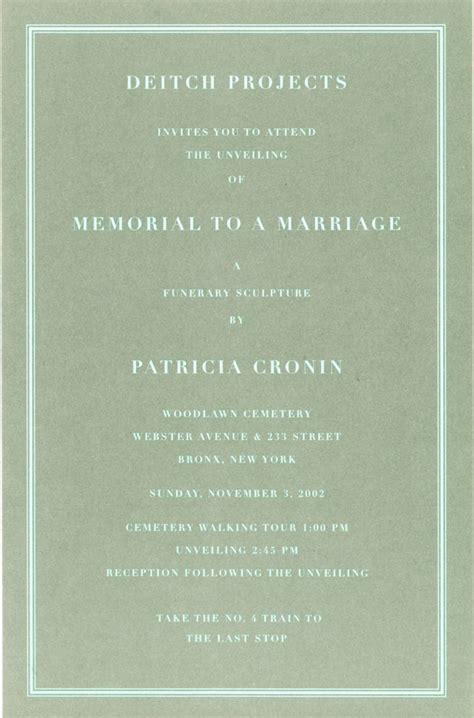 DEITCH PROJECTS
INVITES YOU TO ATTEND
THE UNVEILING
OF
MEMORIAL TO A MARRIAGE
A
FUNERARY SCULPTURE
BY
PATRICIA CRONIN
WOODLAWN CEMETERY
WEBSTER AVENUE & 233 STREET
BRONX, NEW YORK
SUNDAY, NOVEMBER 3, 2002
CEMETERY WALKING TOUR 1:00 PM
UNVEILING 2:45 PM
RECEPTION FOLLOWING THE UNVEILING
TAKE THE NO. 4 TRAIN TO
THE LAST STOP